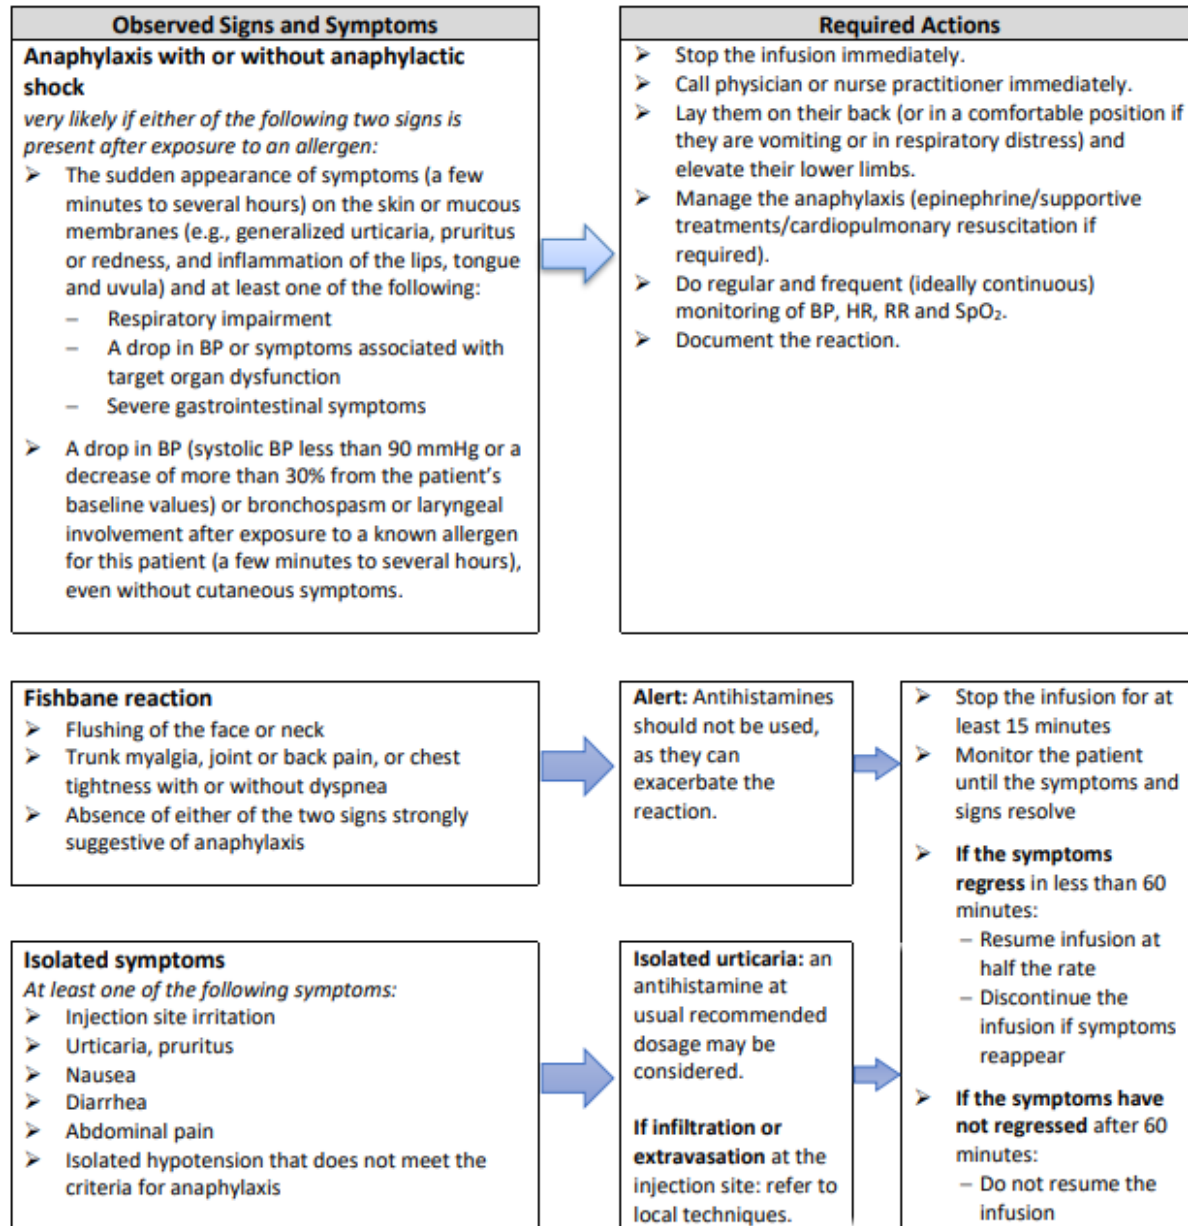 Observed Signs and Symptoms
Anaphylaxis with or without anaphylactic
shock
very likely if either of the following two signs is
present after exposure to an allergen:
➢ The sudden appearance of symptoms (a few
minutes to several hours) on the skin or mucous
membranes (e.g., generalized urticaria, pruritus
or redness, and inflammation of the lips, tongue
and uvula) and at least one of the following:
– Respiratory impairment
– A drop in BP or symptoms associated with
target organ dysfunction
– Severe gastrointestinal symptoms
➢ A drop in BP (systolic BP less than 90 mmHg or a
decrease of more than 30% from the patient's
baseline values) or bronchospasm or laryngeal
involvement after exposure to a known allergen
for this patient (a few minutes to several hours),
even without cutaneous symptoms.
Required Actions
➢ Stop the infusion immediately.
➢ Call physician or nurse practitioner immediately.
➢ Lay them on their back (or in a comfortable position if
they are vomiting or in respiratory distress) and
elevate their lower limbs.
➢ Manage the anaphylaxis (epinephrine/supportive
treatments/cardiopulmonary resuscitation if
required).
➢ Do regular and frequent (ideally continuous)
monitoring of BP, HR, RR and SpO₂.
➢ Document the reaction.
Fishbane reaction
➢ Flushing of the face or neck
➢ Trunk myalgia, joint or back pain, or chest
tightness with or without dyspnea
➢ Absence of either of the two signs strongly
suggestive of anaphylaxis
Alert: Antihistamines
should not be used,
as they can
exacerbate the
reaction.
Isolated symptoms
At least one of the following symptoms:
➢ Injection site irritation
➢ Urticaria, pruritus
➢ Nausea
➢ Diarrhea
➢ Abdominal pain
➢ Isolated hypotension that does not meet the
criteria for anaphylaxis
Isolated urticaria: an
antihistamine at
usual recommended
dosage may be
considered.
If infiltration or
extravasation at the
injection site: refer to
local techniques.
➢ Stop the infusion for at
least 15 minutes
➢ Monitor the patient
until the symptoms and
signs resolve
➢ If the symptoms
regress in less than 60
minutes:
– Resume infusion at
half the rate
– Discontinue the
infusion if symptoms
reappear
➢ If the symptoms have
not regressed after 60
minutes:
– Do not resume the
infusion